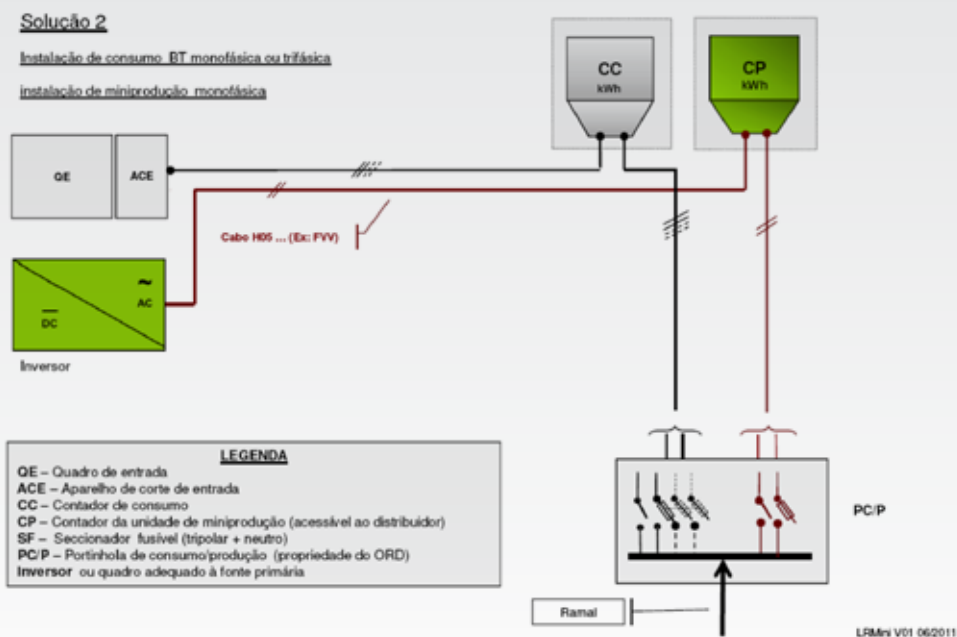 Solução 2
Instalação de consumo BT monofásica ou trifásica
instalação de miniprodução monofásica
CC
kWh
CP
kWh
QE
ACE
Cabo H05 ... (Ex: FVV)
~
AC
DC
Inversor
LEGENDA
QE – Quadro de entrada
ACE – Aparelho de corte de entrada
CC – Contador de consumo
CP – Contador da unidade de miniprodução (acessível ao distribuidor)
SF – Seccionador fusível (tripolar + neutro)
PC/P – Portinhola de consumo/produção (propriedade do ORD)
Inversor ou quadro adequado à fonte primária
PC/P
Ramal
LRMini V01 06/2011